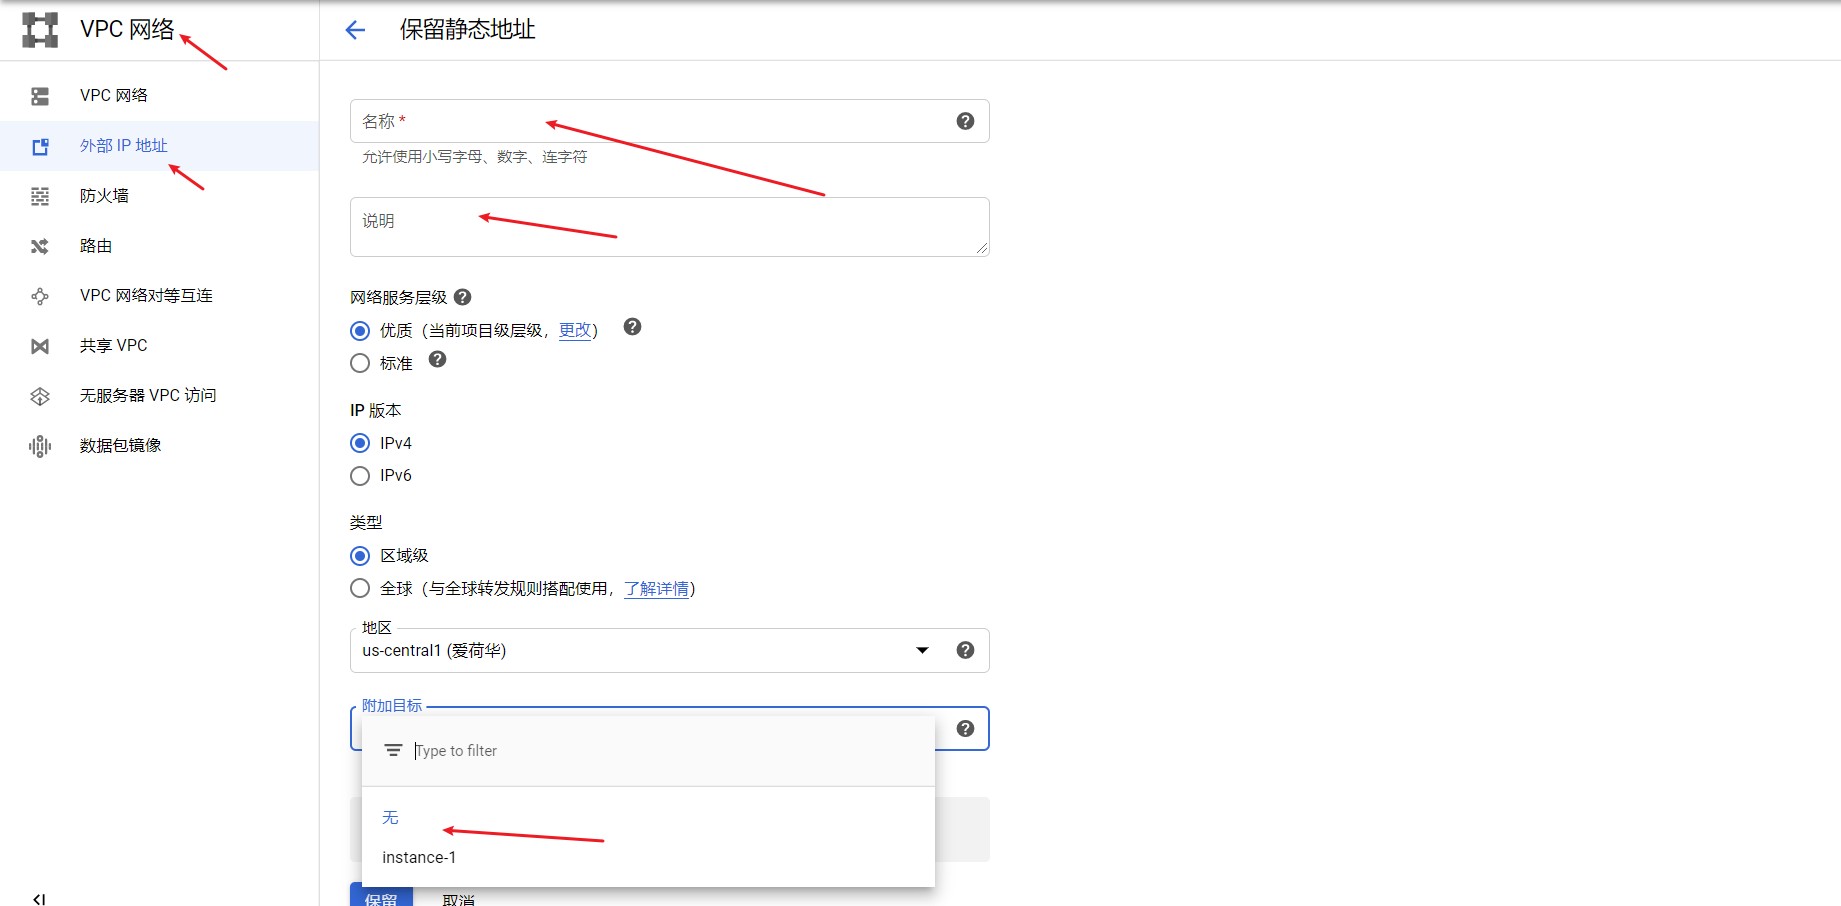 VPC 网络
保留静态地址
VPC 网络
外部 IP 地址
防火墙
路由
VPC 网络对等互连
共享 VPC
无服务器 VPC 访问
数据包镜像
名称 *
允许使用小写字母、数字、连字符
说明
网络服务层级
优质（当前项目级层级，更改）
标准
IP 版本
IPv4
IPv6
类型
区域级
全球（与全球转发规则搭配使用，了解详情）
地区
us-central1 (爱荷华)
附加目标
Type to filter
无
instance-1
保留
取消